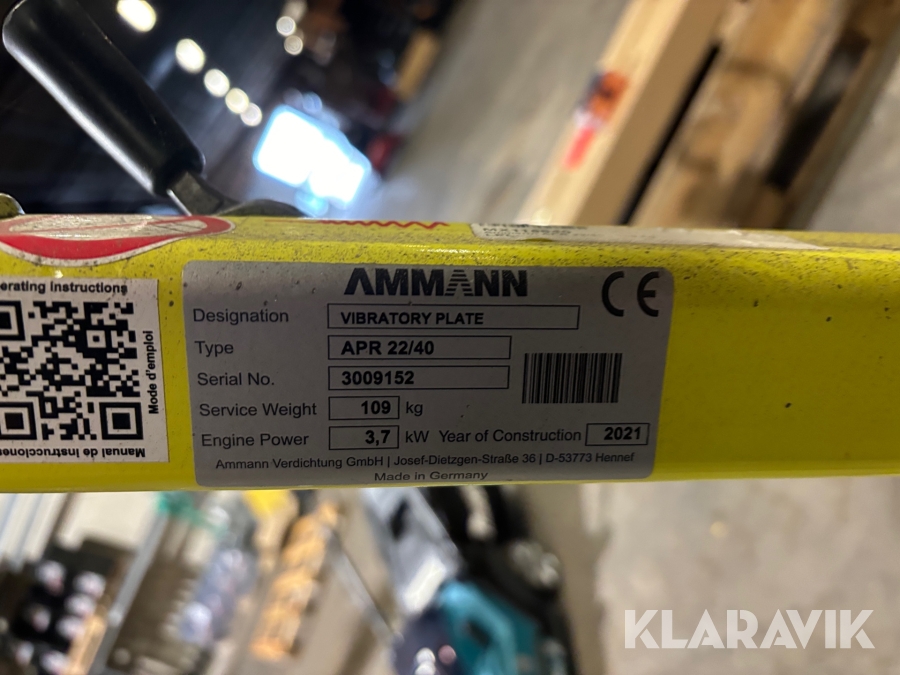 AMMANN
CE
Designation VIBRATORY PLATE
Type APR 22/40
Serial No. 3009152
Service Weight 109 kg
Engine Power 3,7 kW Year of Construction 2021
Ammann Verdichtung GmbH | Josef-Dietzgen-Straße 36 | D-53773 Hennef
Made in Germany
erating instructions
Mode d'emploi
Manual de instrucciones
KLARAVIK